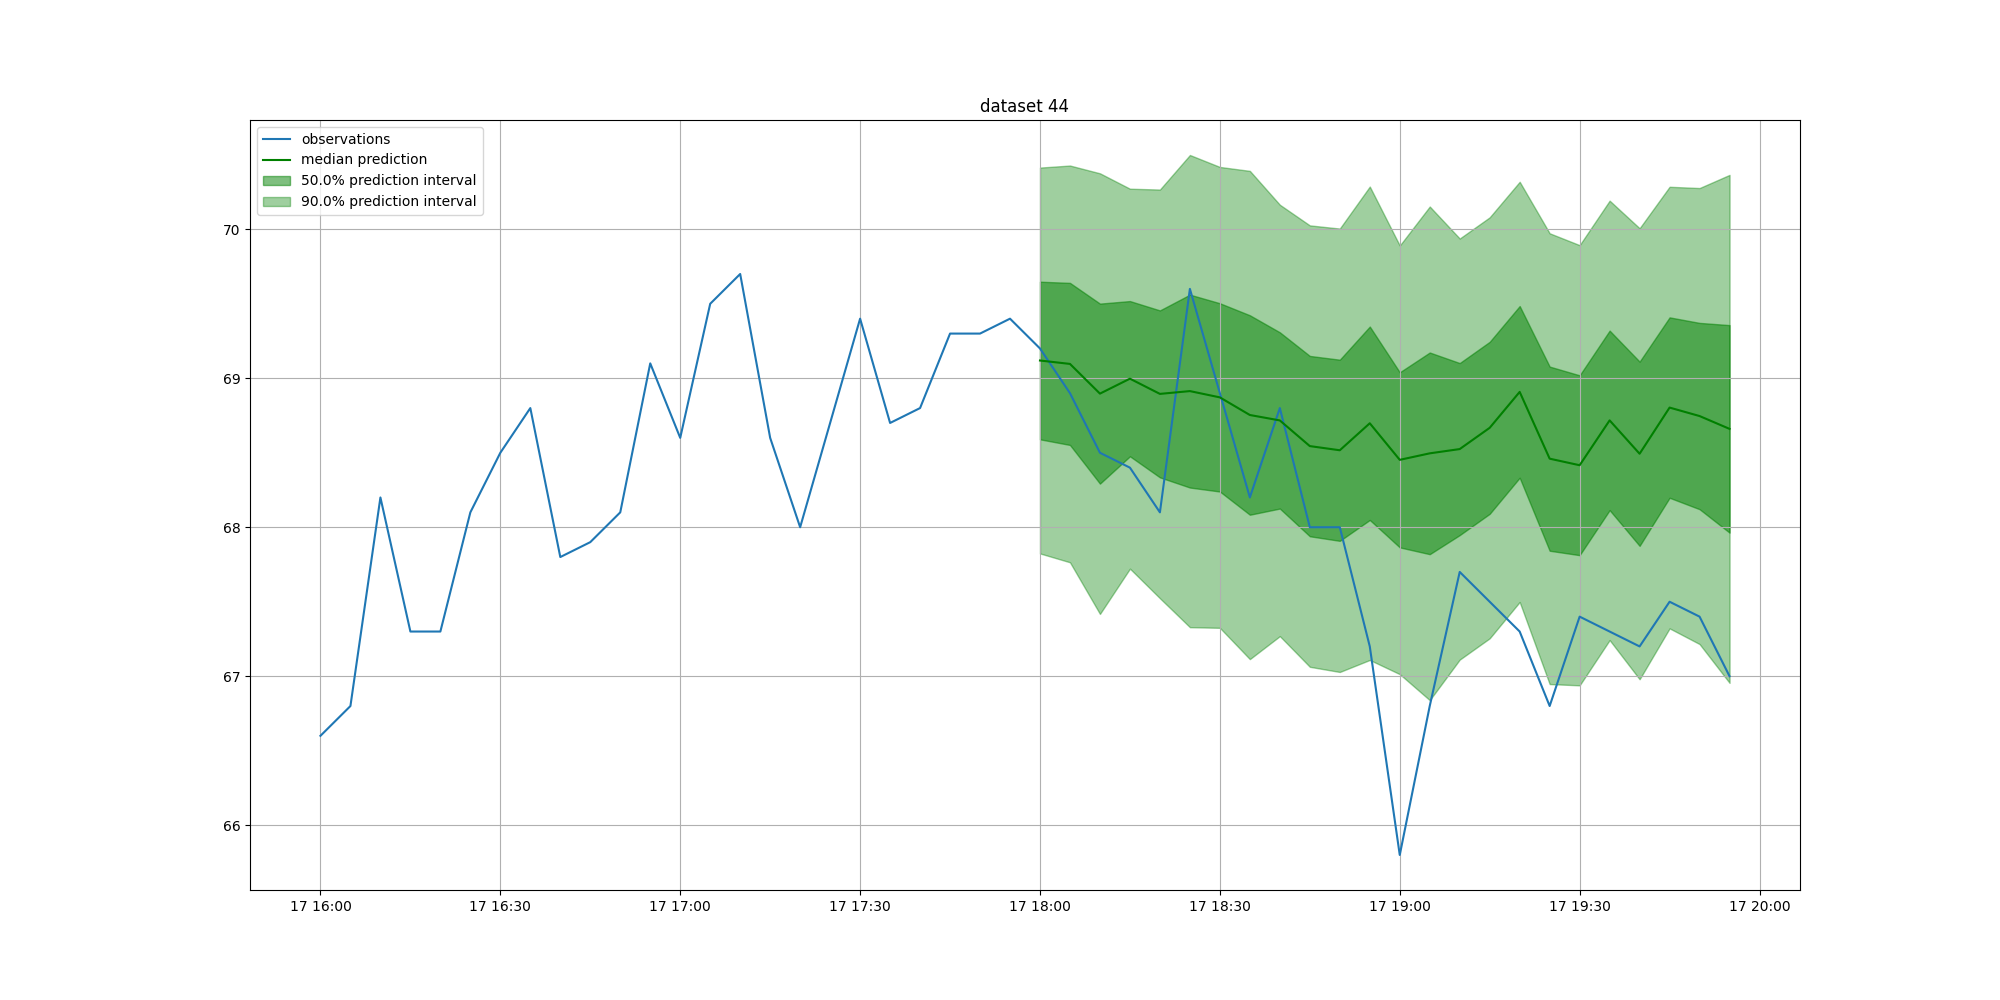 dataset 44
observations
median prediction
50.0% prediction interval
90.0% prediction interval
70
69
68
67
66
17 16:00
17 16:30
17 17:00
17 17:30
17 18:00
17 18:30
17 19:00
17 19:30
17 20:00